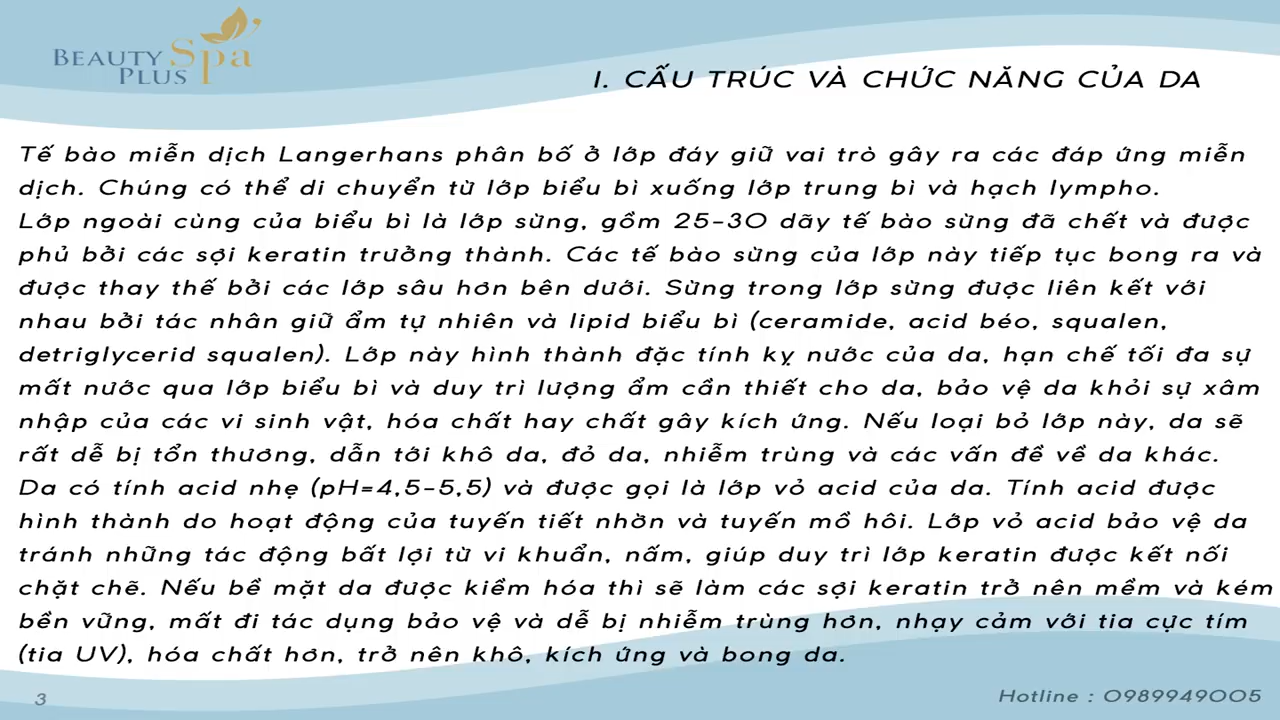 BEAUTY Spa
PLUS
I. CẤU TRÚC VÀ CHỨC NĂNG CỦA DA
Tế bào miễn dịch Langerhans phân bố ở lớp đáy giữ vai trò gây ra các đáp ứng miễn
dịch. Chúng có thể di chuyển từ lớp biểu bì xuống lớp trung bì và hạch lympho.
Lớp ngoài cùng của biểu bì là lớp sừng, gồm 25-30 dãy tế bào sừng đã chết và được
phủ bởi các sợi keratin trưởng thành. Các tế bào sừng của lớp này tiếp tục bong ra và
được thay thế bởi các lớp sâu hơn bên dưới. Sừng trong lớp sừng được liên kết với
nhau bởi tác nhân giữ ẩm tự nhiên và lipid biểu bì (ceramide, acid béo, squalen,
detriglycerid squalen). Lớp này hình thành đặc tính kỵ nước của da, hạn chế tối đa sự
mất nước qua lớp biểu bì và duy trì lượng ẩm cần thiết cho da, bảo vệ da khỏi sự xâm
nhập của các vi sinh vật, hóa chất hay chất gây kích ứng. Nếu loại bỏ lớp này, da sẽ
rất dễ bị tổn thương, dẫn tới khô da, đỏ da, nhiễm trùng và các vấn đề về da khác.
Da có tính acid nhẹ (pH=4,5-5,5) và được gọi là lớp vỏ acid của da. Tính acid được
hình thành do hoạt động của tuyến tiết nhờn và tuyến mồ hôi. Lớp vỏ acid bảo vệ da
tránh những tác động bất lợi từ vi khuẩn, nấm, giúp duy trì lớp keratin được kết nối
chặt chẽ. Nếu bề mặt da được kiềm hóa thì sẽ làm các sợi keratin trở nên mềm và kém
bền vững, mất đi tác dụng bảo vệ và dễ bị nhiễm trùng hơn, nhạy cảm với tia cực tím
(tia UV), hóa chất hơn, trở nên khô, kích ứng và bong da.
3
Hotline : 0989949005